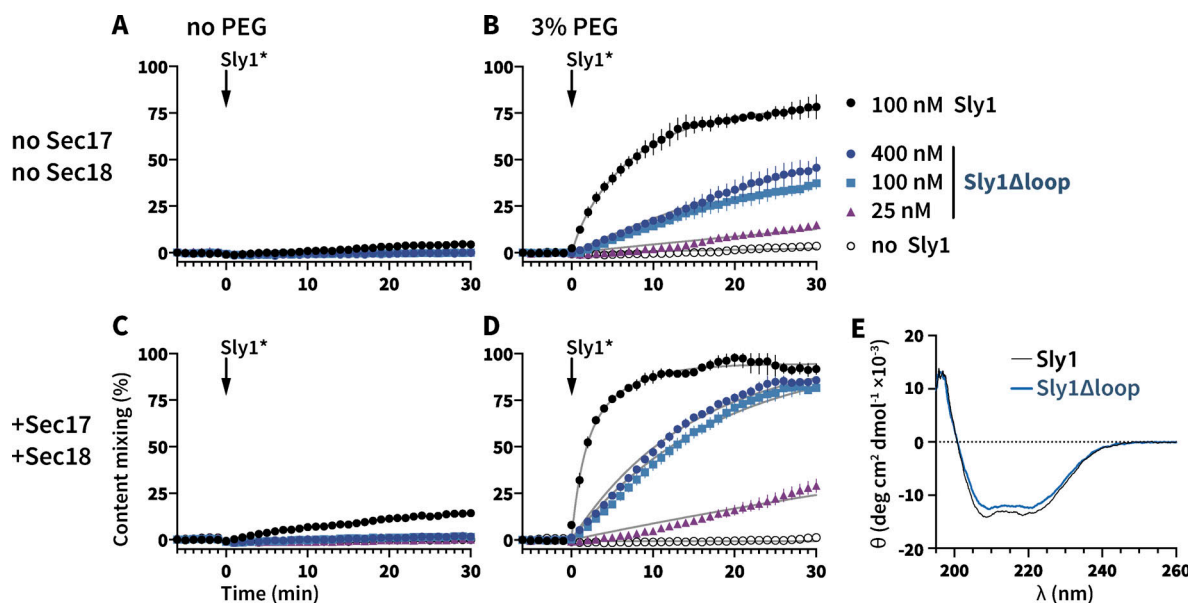 A no PEG
B 3% PEG
no Sec17
no Sec18
Sly1*
100
75
50
25
0
0 10 20 30
Sly1*
100
75
50
25
0
0 10 20 30
100 nM Sly1
400 nM
100 nM
25 nM
Sly1Δloop
no Sly1
C
D
+Sec17
+Sec18
Content mixing (%)
Sly1*
100
75
50
25
0
0 10 20 30
Time (min)
Sly1*
100
75
50
25
0
0 10 20 30
E
θ (deg cm² dmol⁻¹ ×10⁻³)
20
10
0
-10
-20
Sly1
Sly1Δloop
200 220 240 260
λ (nm)